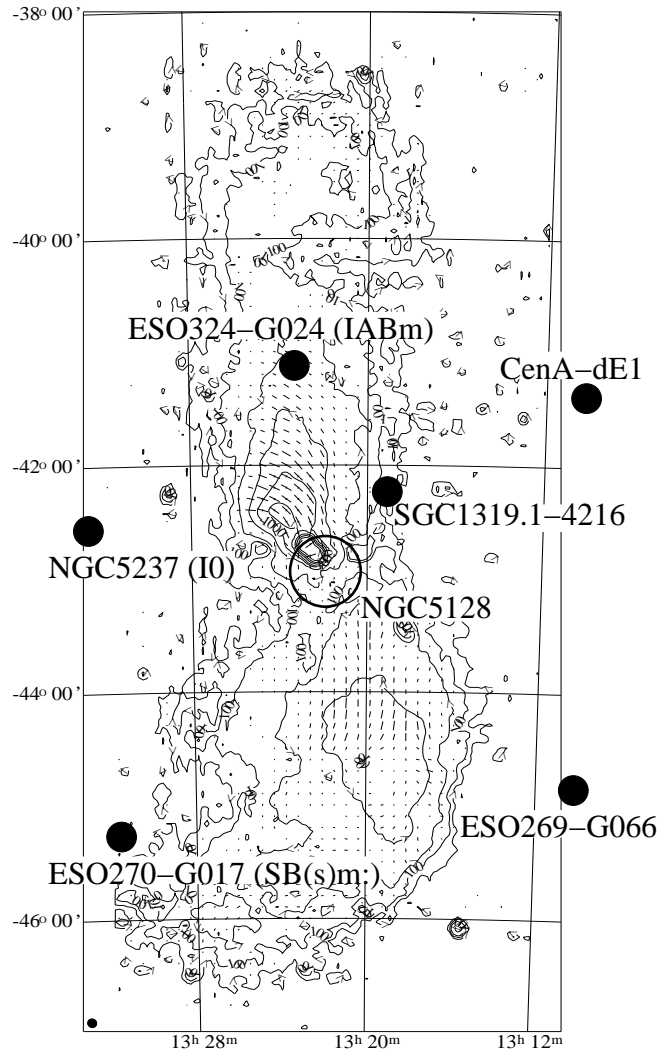 -38° 00'
-40° 00'
ESO324–G024 (IABm)
CenA–dE1
-42° 00'
SGC1319.1–4216
NGC5237 (I0)
NGC5128
-44° 00'
ESO269–G066
ESO270–G017 (SB(s)m:)
-46° 00'
13h 28m 13h 20m 13h 12m